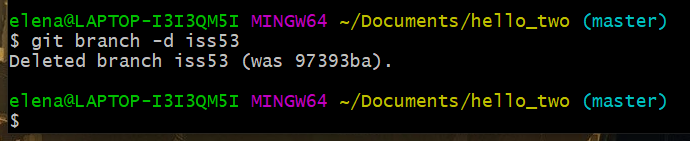 elena@LAPTOP-I3I3QM5I MINGW64 ~/Documents/hello_two (master)
$ git branch -d iss53
Deleted branch iss53 (was 97393ba).
elena@LAPTOP-I3I3QM5I MINGW64 ~/Documents/hello_two (master)
$